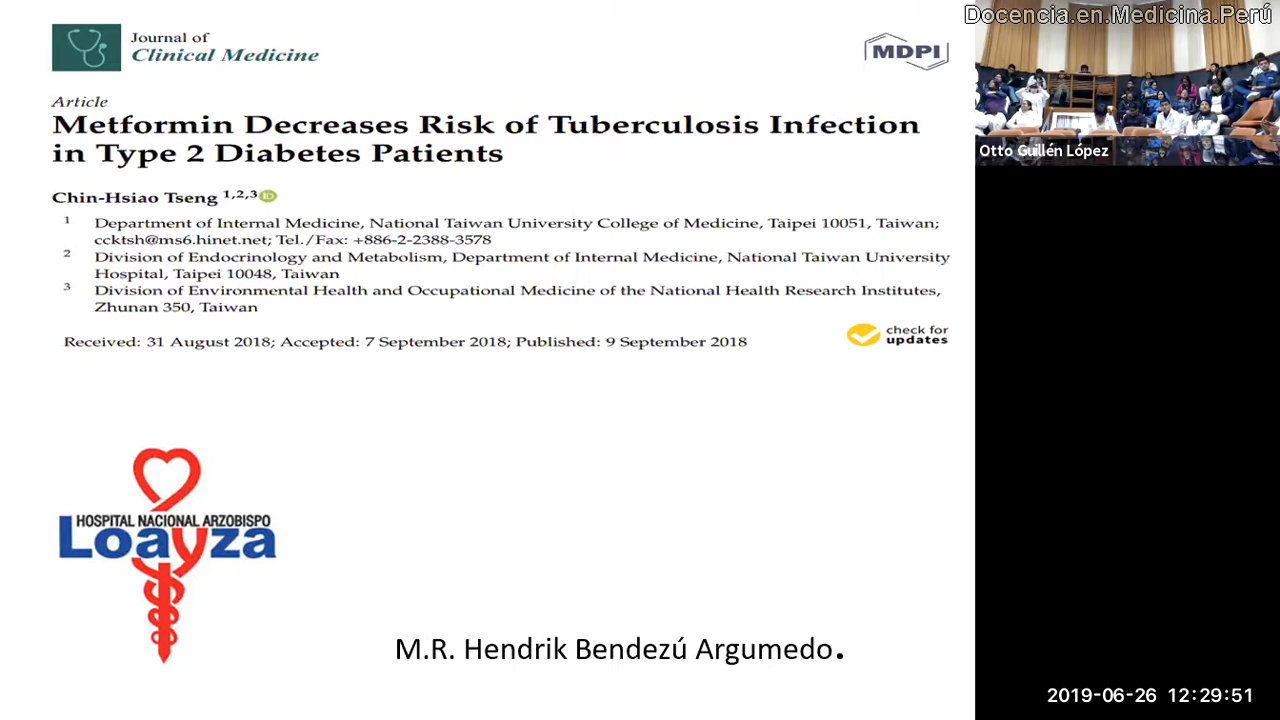 Journal of
Clinical Medicine
MDPI
Docencia.en.Medicina.Perú
Article
Metformin Decreases Risk of Tuberculosis Infection
in Type 2 Diabetes Patients
Otto Guillén López
Chin-Hsiao Tseng 1,2,3 iD
1 Department of Internal Medicine, National Taiwan University College of Medicine, Taipei 10051, Taiwan;
ccktsh@ms6.hinet.net; Tel./Fax: +886-2-2388-3578
2 Division of Endocrinology and Metabolism, Department of Internal Medicine, National Taiwan University
Hospital, Taipei 10048, Taiwan
3 Division of Environmental Health and Occupational Medicine of the National Health Research Institutes,
Zhunan 350, Taiwan
Received: 31 August 2018; Accepted: 7 September 2018; Published: 9 September 2018
check for
updates
HOSPITAL NACIONAL ARZOBISPO
Loayza
M.R. Hendrik Bendezú Argumedo.
2019-06-26 12:29:51